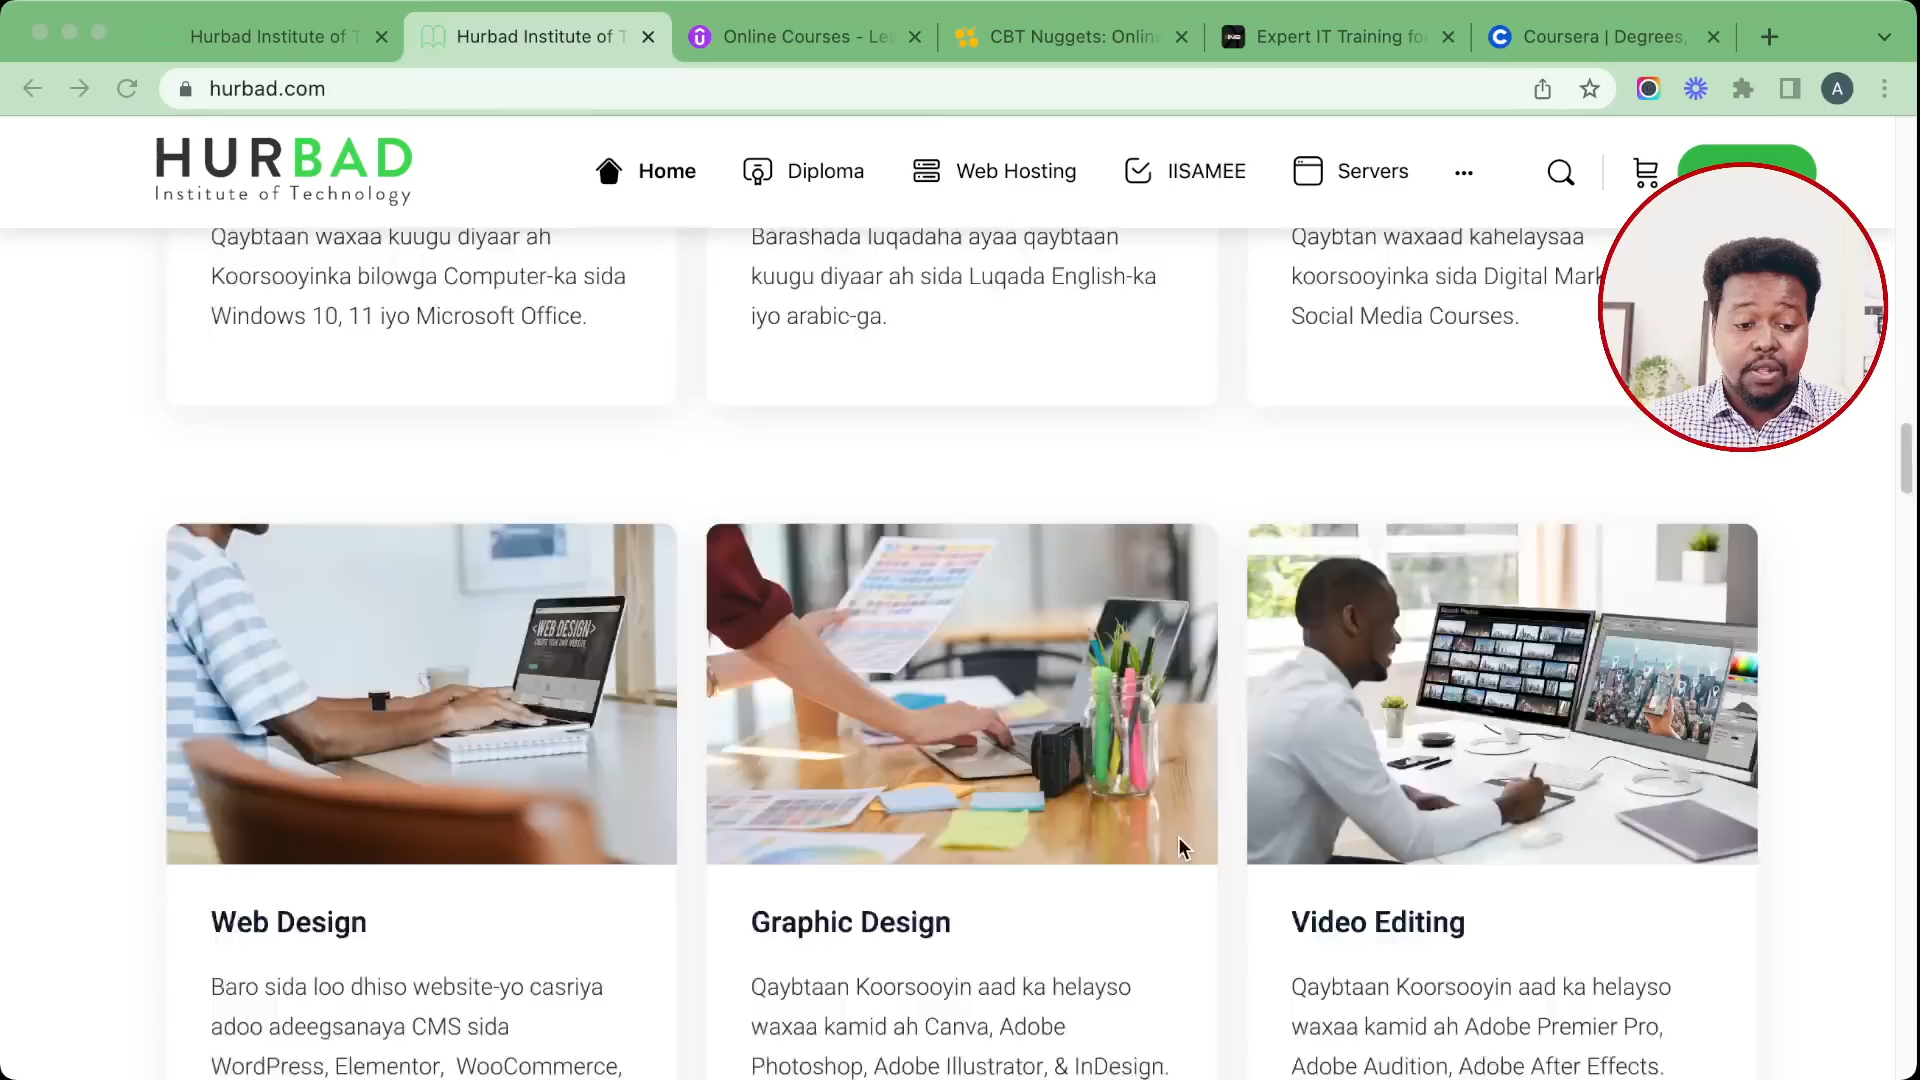 Hurbad Institute of T
Hurbad Institute of T
Online Courses - Le
CBT Nuggets: Onlin
Expert IT Training fo
Coursera | Degrees,
hurbad.com
A
HURBAD
Institute of Technology
Home
Diploma
Web Hosting
IISAMEE
Servers
Qaybtaan waxaa kuugu diyaar ah
Koorsooyinka bilowga Computer-ka sida
Windows 10, 11 iyo Microsoft Office.
Barashada luqadaha ayaa qaybtaan
kuugu diyaar ah sida Luqada English-ka
iyo arabic-ga.
Qaybtan waxaad kahelaysaa
koorsooyinka sida Digital Mark
Social Media Courses.
<WEB DESIGN>
Web Design
Baro sida loo dhiso website-yo casriya
adoo adeegsanaya CMS sida
WordPress, Elementor, WooCommerce,
Graphic Design
Qaybtaan Koorsooyin aad ka helayso
waxaa kamid ah Canva, Adobe
Photoshop, Adobe Illustrator, & InDesign.
Video Editing
Qaybtaan Koorsooyin aad ka helayso
waxaa kamid ah Adobe Premier Pro,
Adobe Audition, Adobe After Effects.